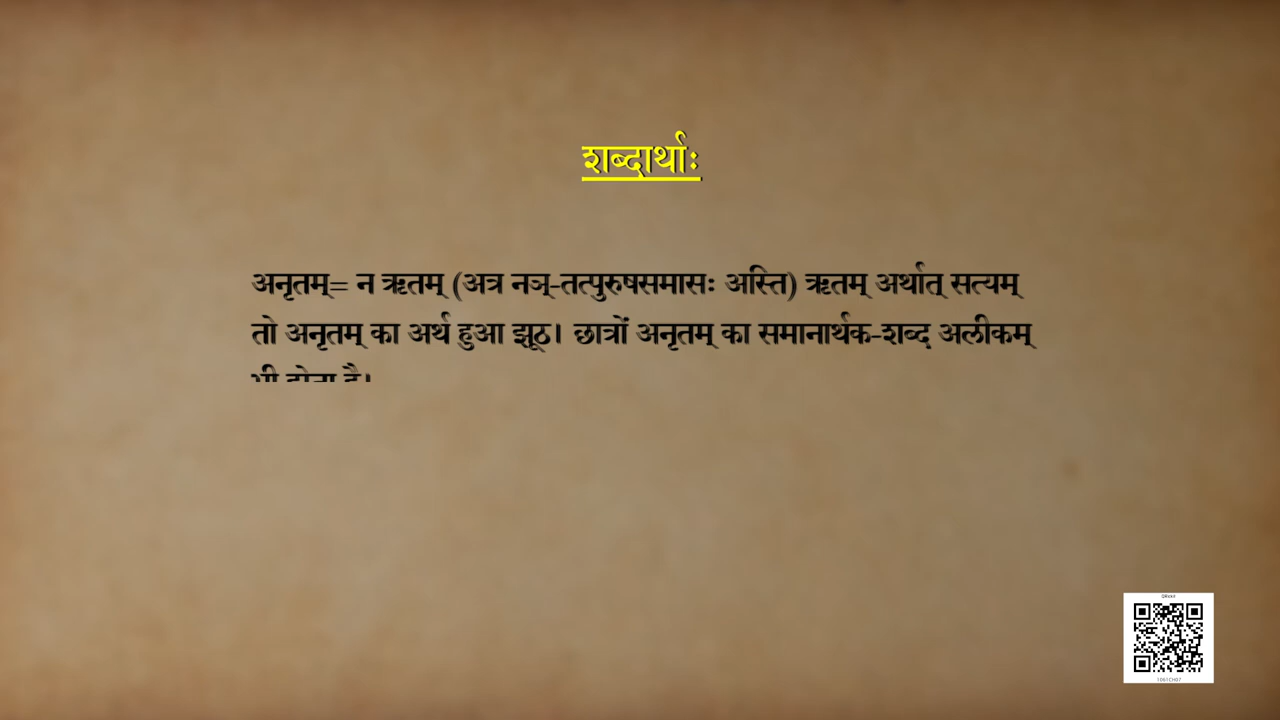 शब्दार्थाः
अनृतम्= न ऋतम् (अत्र नञ्-तत्पुरुषसमासः अस्ति) ऋतम् अर्थात् सत्यम्
तो अनृतम् का अर्थ हुआ झूठ। छात्रों अनृतम् का समानार्थक-शब्द अलीकम्
भी होता है।
1061CH07